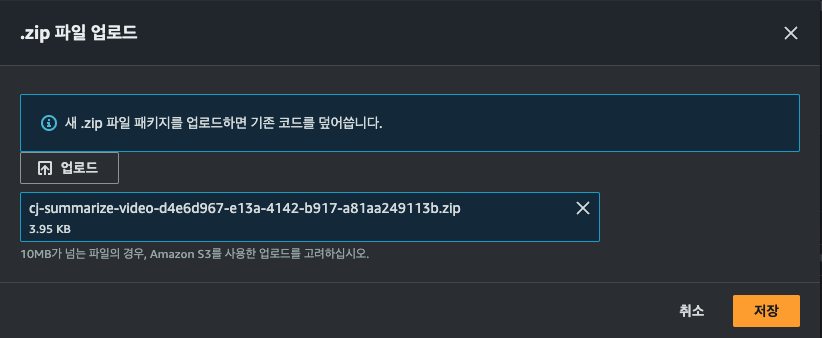 .zip 파일 업로드
새 .zip 파일 패키지를 업로드하면 기존 코드를 덮어씁니다.
업로드
cj-summarize-video-d4e6d967-e13a-4142-b917-a81aa249113b.zip
3.95 KB
10MB가 넘는 파일의 경우, Amazon S3를 사용한 업로드를 고려하십시오.
취소
저장